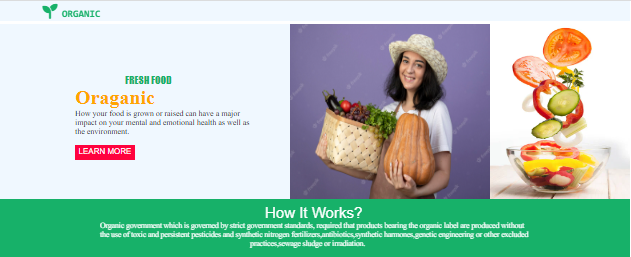 ORGANIC
FRESH FOOD
Oraganic
How your food is grown or raised can have a major
impact on your mental and emotional health as well as
the environment.
LEARN MORE
How It Works?
Organic government which is governed by strict government standards, required that products bearing the organic label are produced without
the use of toxic and persistent pesticides and synthetic nitrogen fertilizers,antibiotics,synthetic harmones,genetic engineering or other excluded
practices,sewage sludge or irradiation.